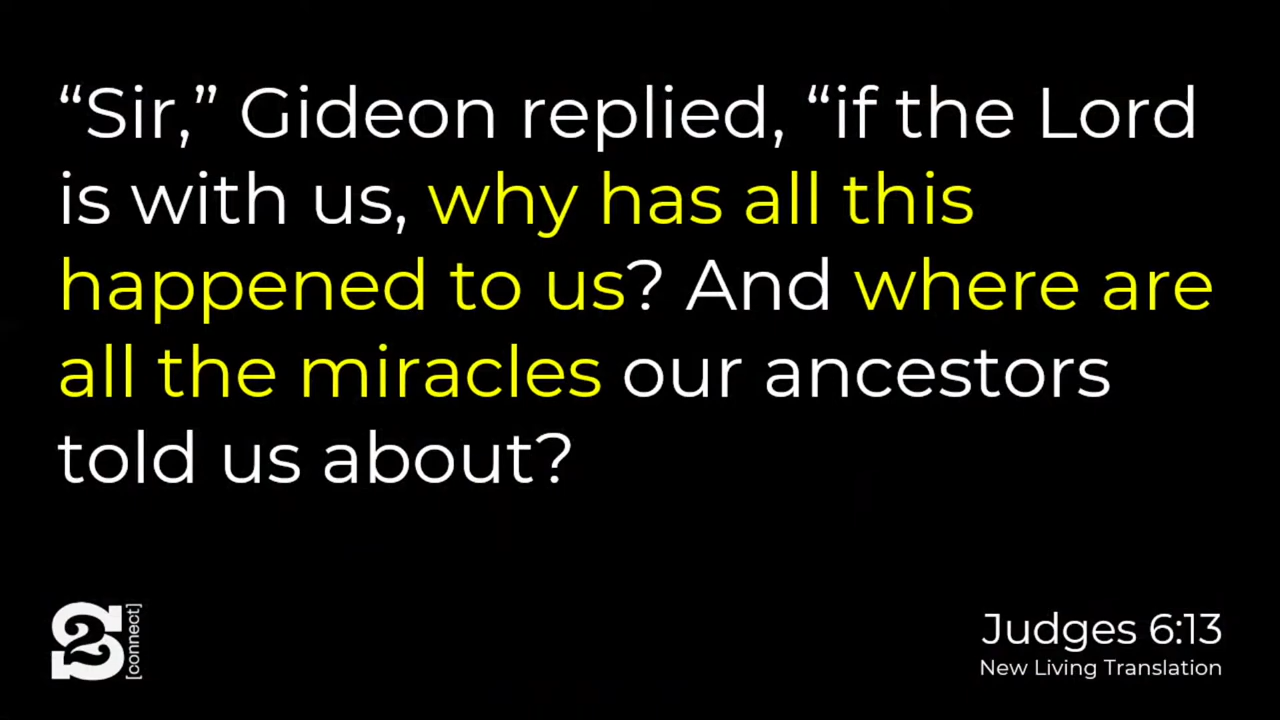 “Sir,” Gideon replied, “if the Lord
is with us, why has all this
happened to us? And where are
all the miracles our ancestors
told us about?
S2 [connect]
Judges 6:13
New Living Translation